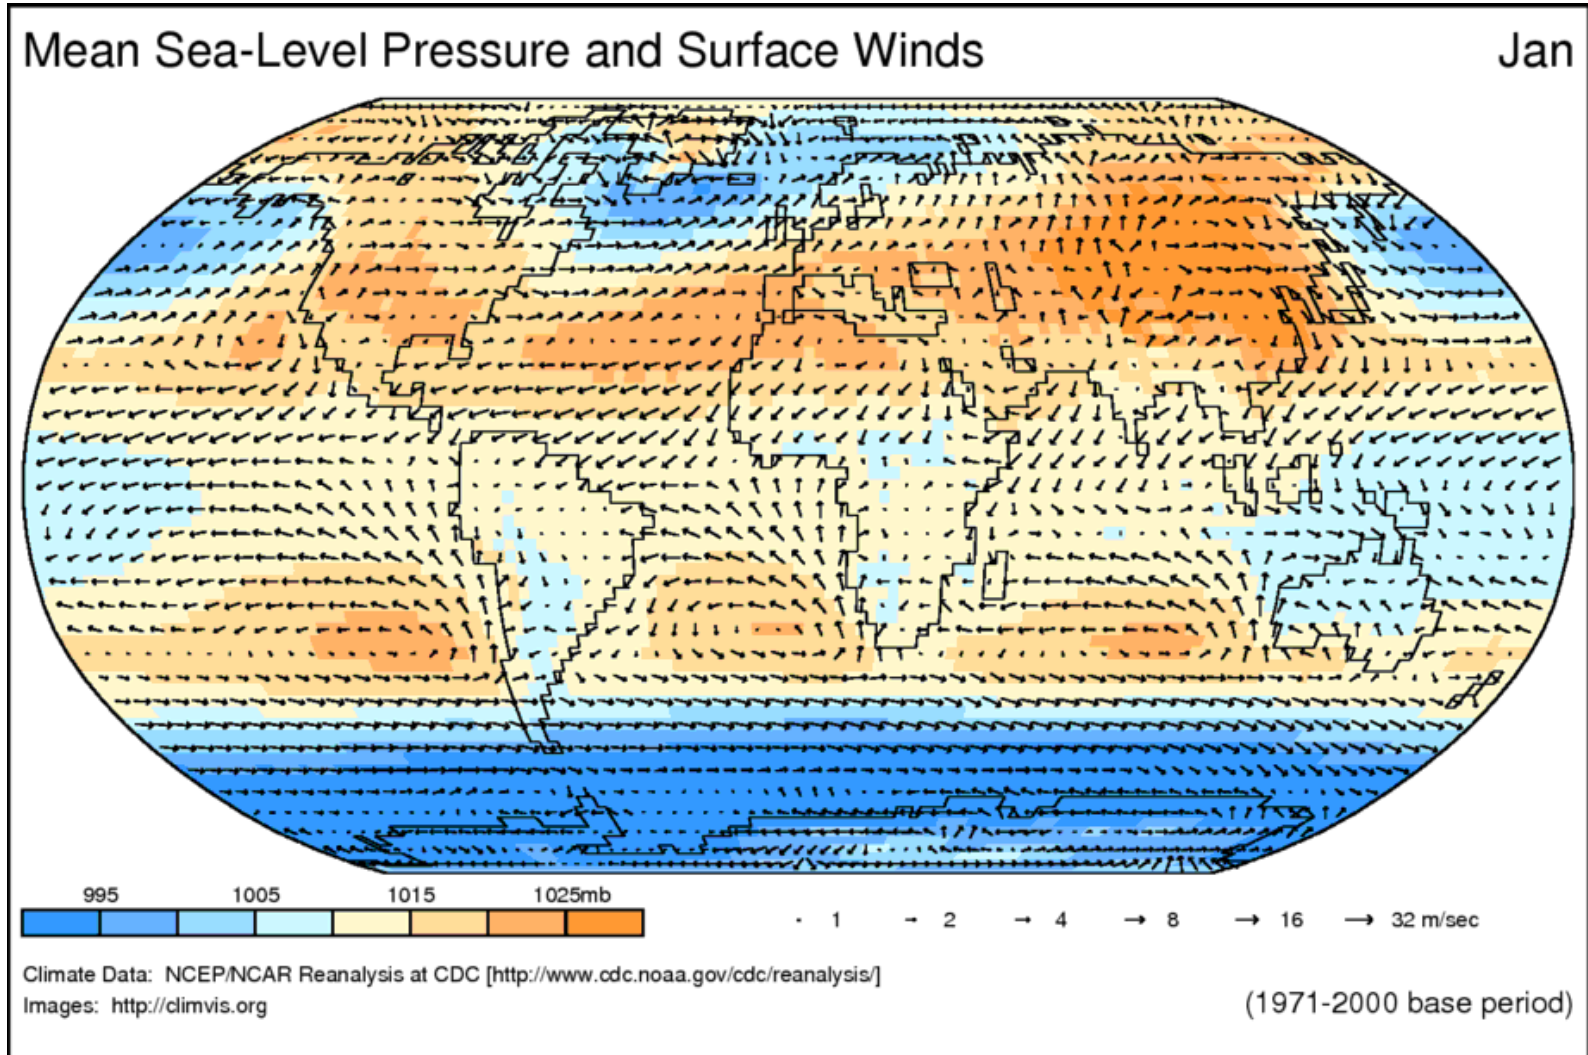 Mean Sea-Level Pressure and Surface Winds Jan
995 1005 1015 1025mb
1 2 4 8 16 32 m/sec
Climate Data: NCEP/NCAR Reanalysis at CDC [http://www.cdc.noaa.gov/cdc/reanalysis/]
Images: http://climvis.org
(1971-2000 base period)